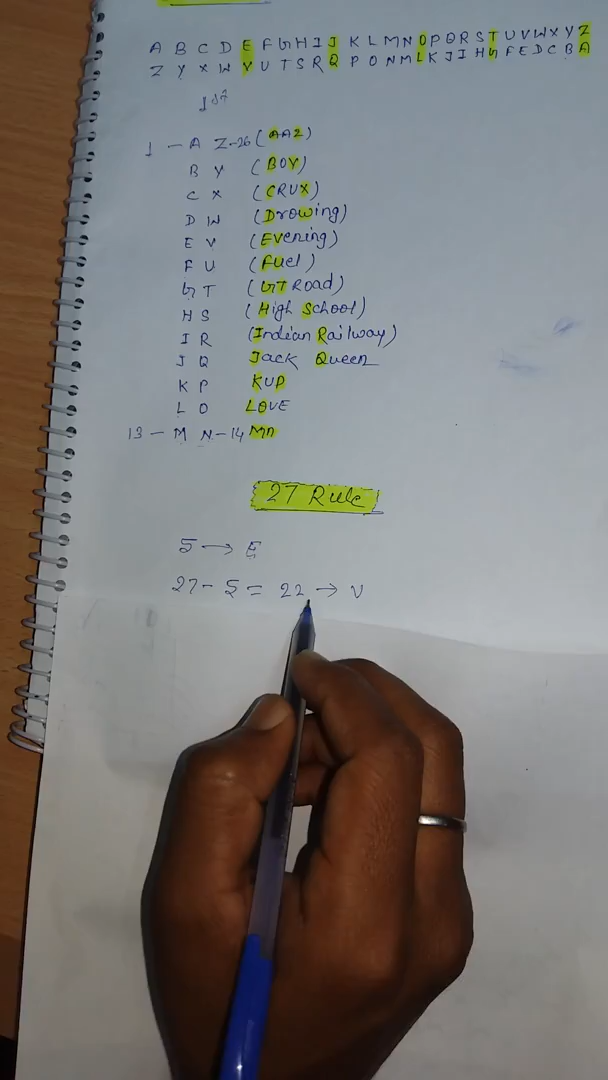 A B C D E F G H I J K L M N O P Q R S T U V W X Y Z
Z Y X W V U T S R Q P O N M L K J I H G F E D C B A
1 - A Z-26 (AAZ)
B Y (BOY)
C X (CRUX)
D W (Drowing)
E V (EVening)
F U (Fuel)
G T (GT Road)
H S (High School)
I R (Indian Railway)
J Q Jack Queen
K P KUP
L O LOVE
13 - M N-14 Mn
27 Rule
5 → E
27 - 5 = 22 → V